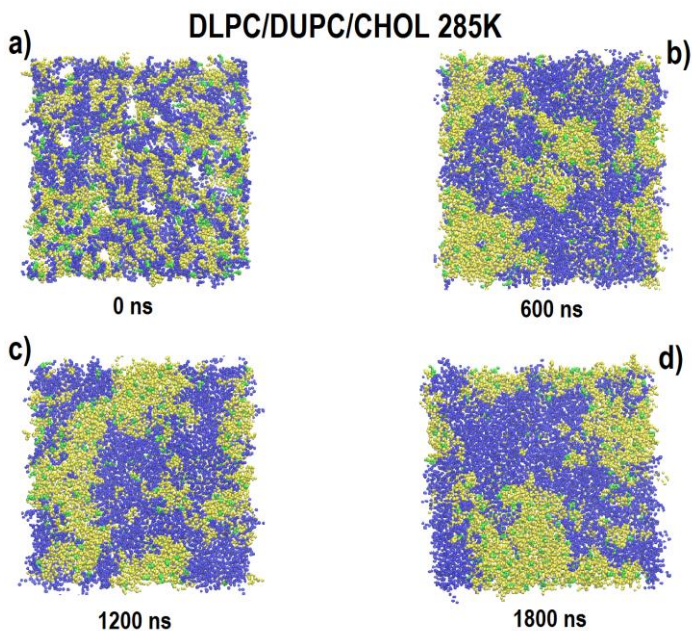 DLPC/DUPC/CHOL 285K
a)
b)
0 ns
600 ns
c)
d)
1200 ns
1800 ns